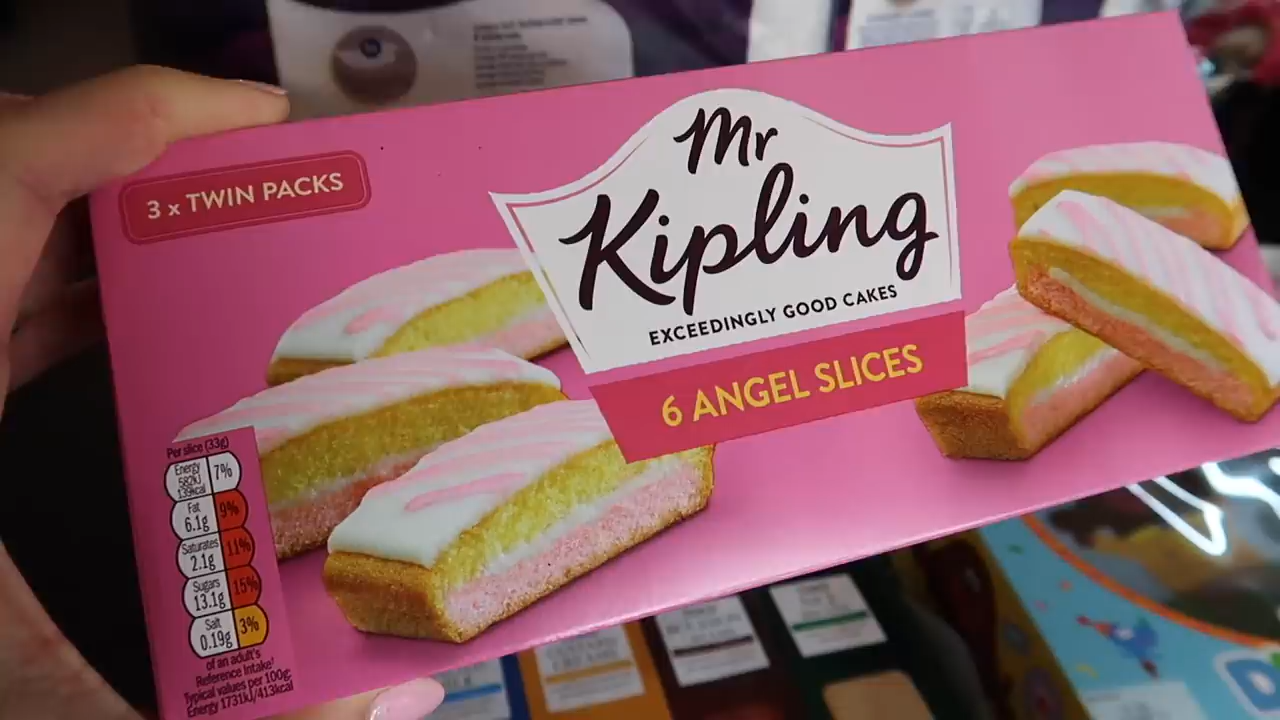 3 x TWIN PACKS
Mr
Kipling
EXCEEDINGLY GOOD CAKES
6 ANGEL SLICES
Per slice (33g)
Energy
582kJ
139kcal
7%
Fat
6.1g
9%
Saturates
2.1g
11%
Sugars
13.1g
15%
Salt
0.19g
3%
of an adult's
Reference Intake
Typical values per 100g:
Energy 1731kJ/413kcal